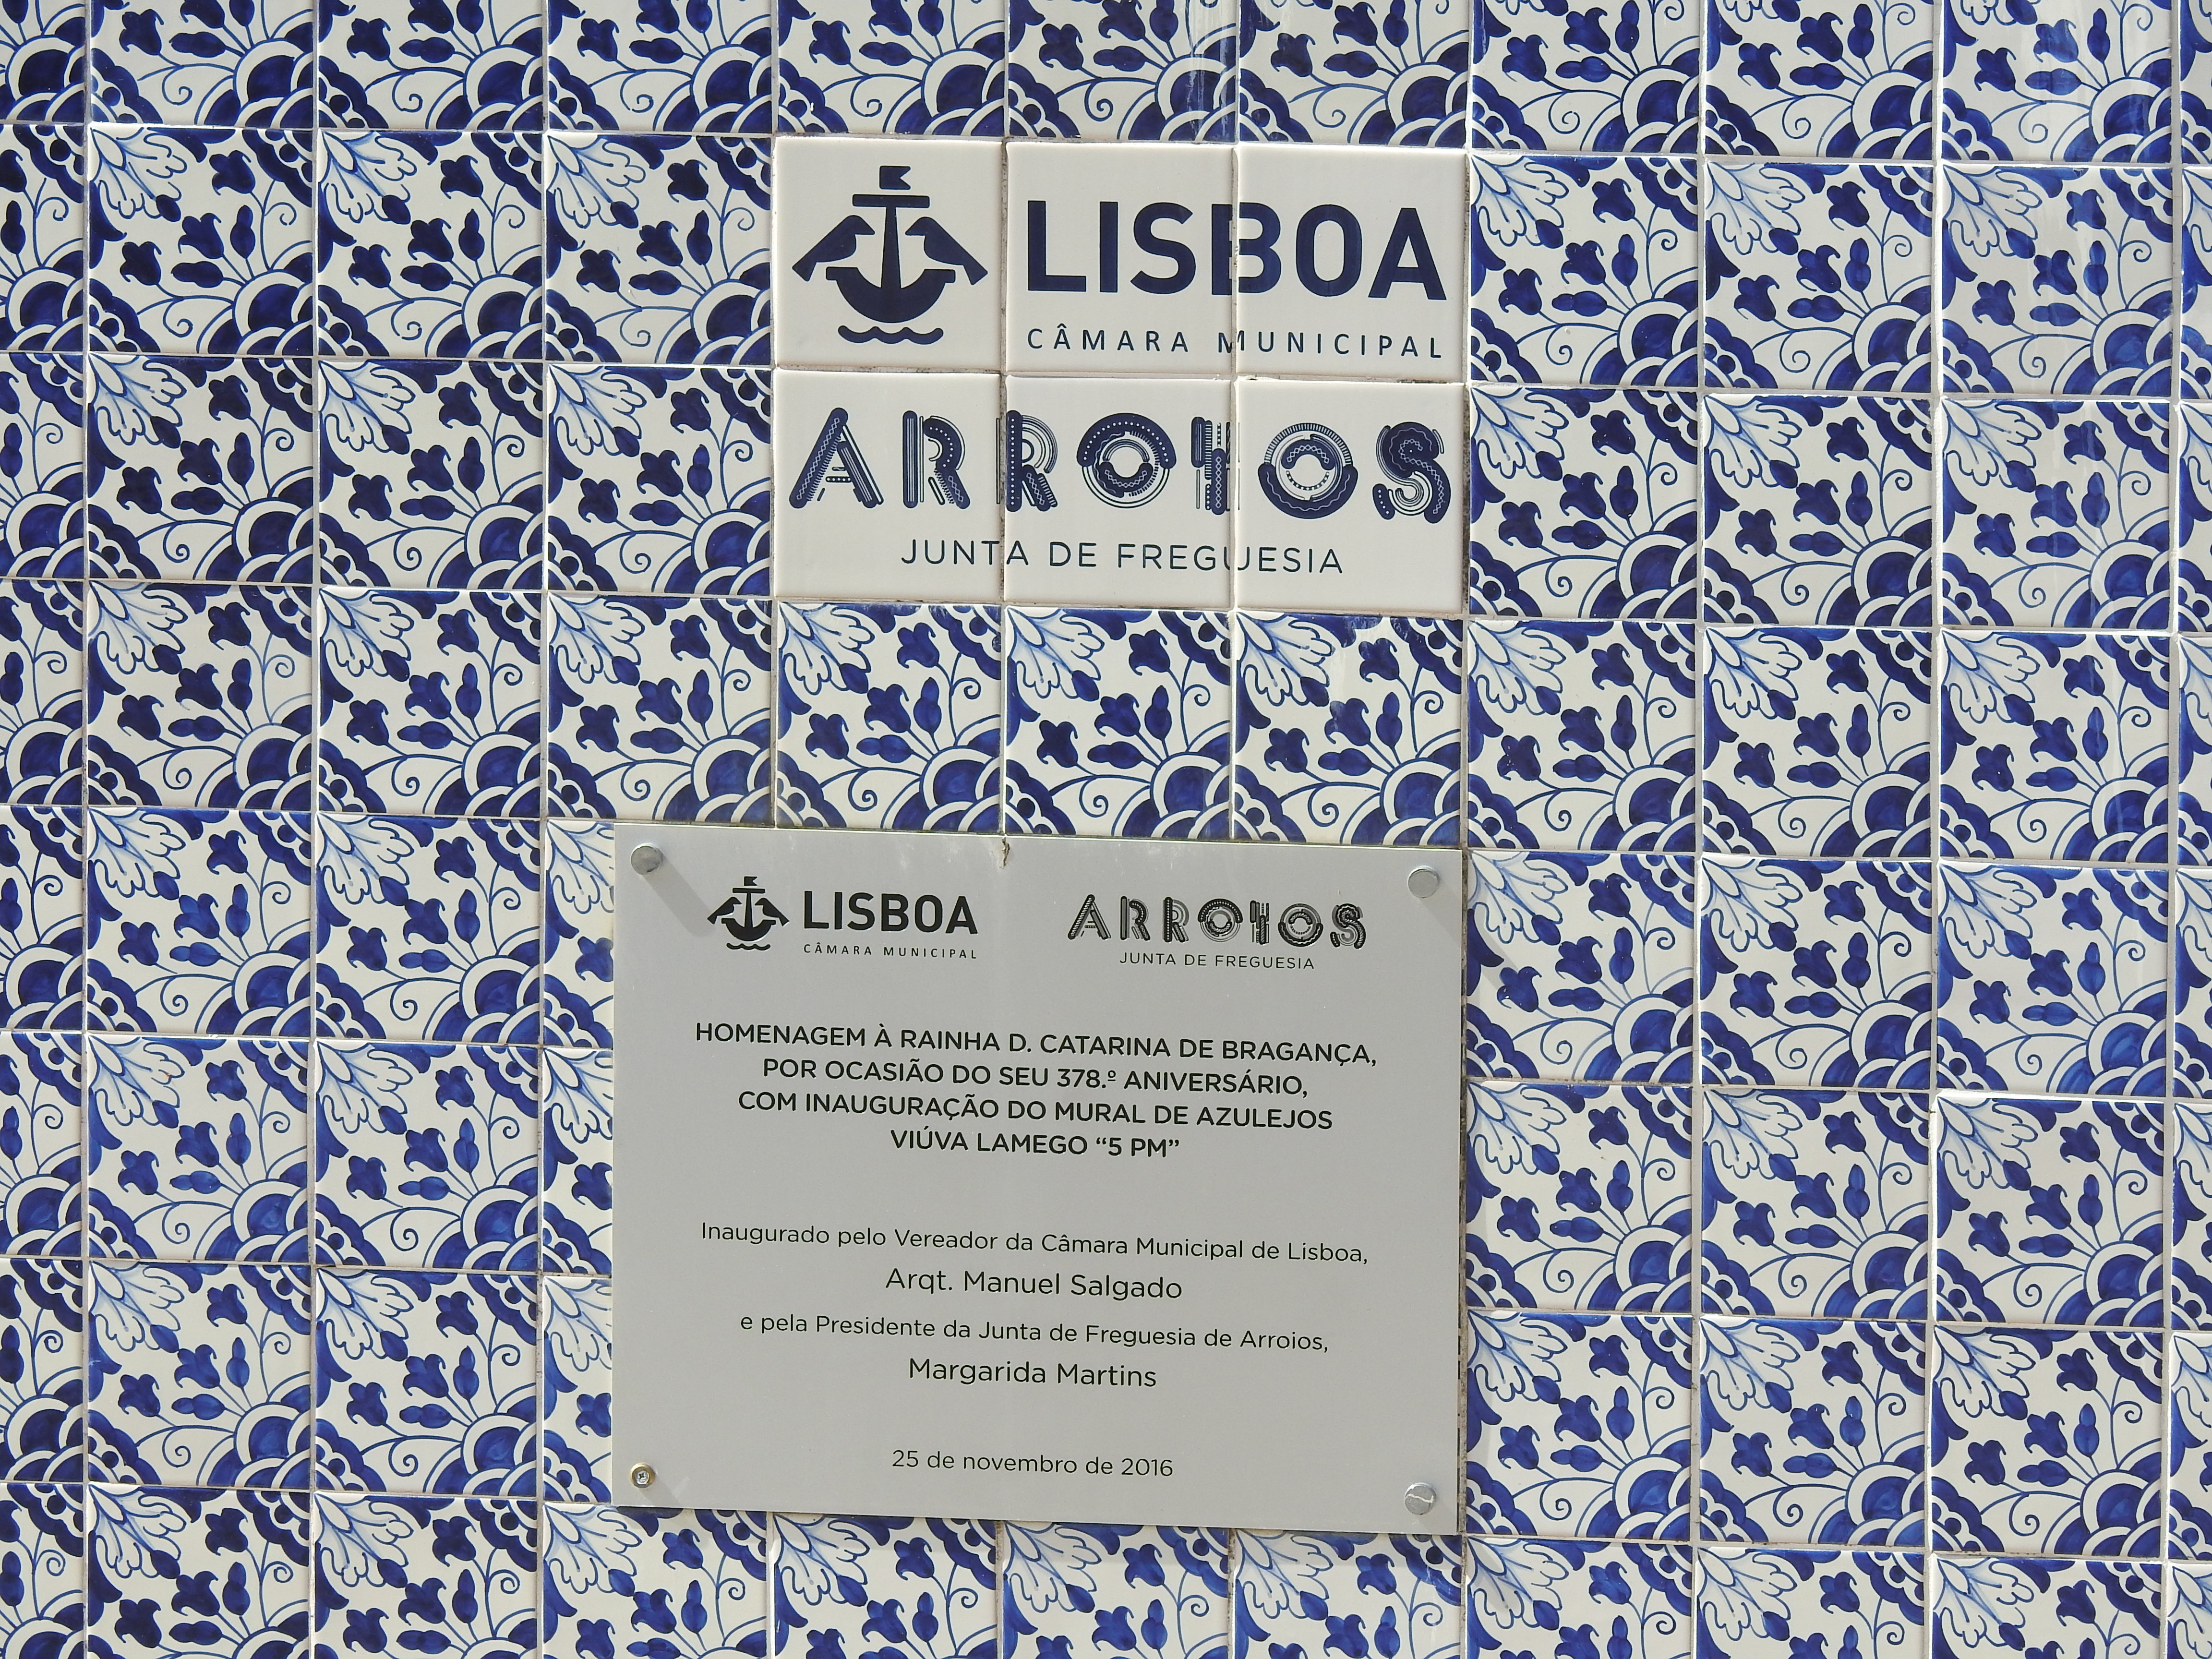 LISBOA
CÂMARA MUNICIPAL
ARROIOS
JUNTA DE FREGUESIA
LISBOA
CÂMARA MUNICIPAL
ARROIOS
JUNTA DE FREGUESIA
HOMENAGEM À RAINHA D. CATARINA DE BRAGANÇA,
POR OCASIÃO DO SEU 378.º ANIVERSÁRIO,
COM INAUGURAÇÃO DO MURAL DE AZULEJOS
VIÚVA LAMEGO “5 PM”
Inaugurado pelo Vereador da Câmara Municipal de Lisboa,
Arqt. Manuel Salgado
e pela Presidente da Junta de Freguesia de Arroios,
Margarida Martins
25 de novembro de 2016